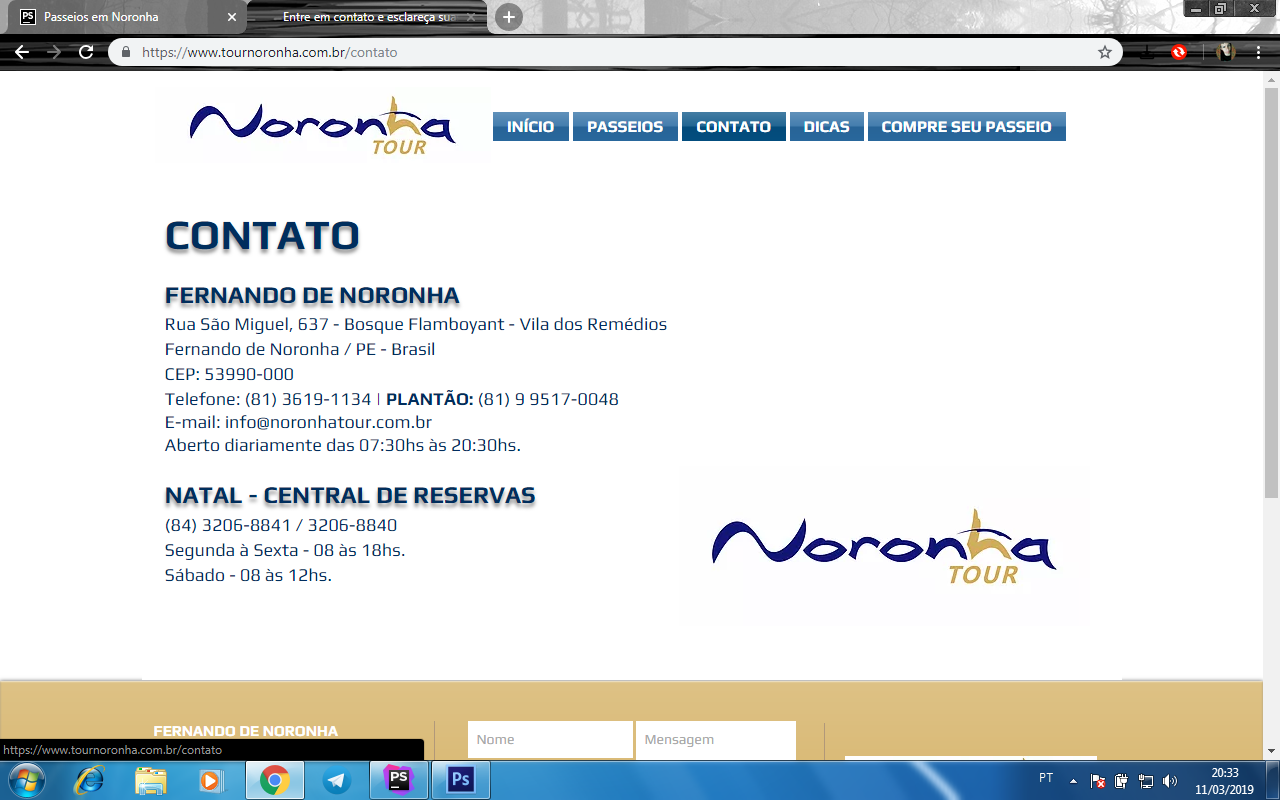 PS Passeios em Noronha
Entre em contato e esclareça sua
https://www.tournoronha.com.br/contato
Noronha
TOUR
INÍCIO
PASSEIOS
CONTATO
DICAS
COMPRE SEU PASSEIO
CONTATO
FERNANDO DE NORONHA
Rua São Miguel, 637 - Bosque Flamboyant - Vila dos Remédios
Fernando de Noronha / PE - Brasil
CEP: 53990-000
Telefone: (81) 3619-1134 | PLANTÃO: (81) 9 9517-0048
E-mail: info@noronhatour.com.br
Aberto diariamente das 07:30hs às 20:30hs.
NATAL - CENTRAL DE RESERVAS
(84) 3206-8841 / 3206-8840
Segunda à Sexta - 08 às 18hs.
Sábado - 08 às 12hs.
Noronha
TOUR
FERNANDO DE NORONHA
Nome
Mensagem
https://www.tournoronha.com.br/contato
PS
Ps
PT
20:33
11/03/2019